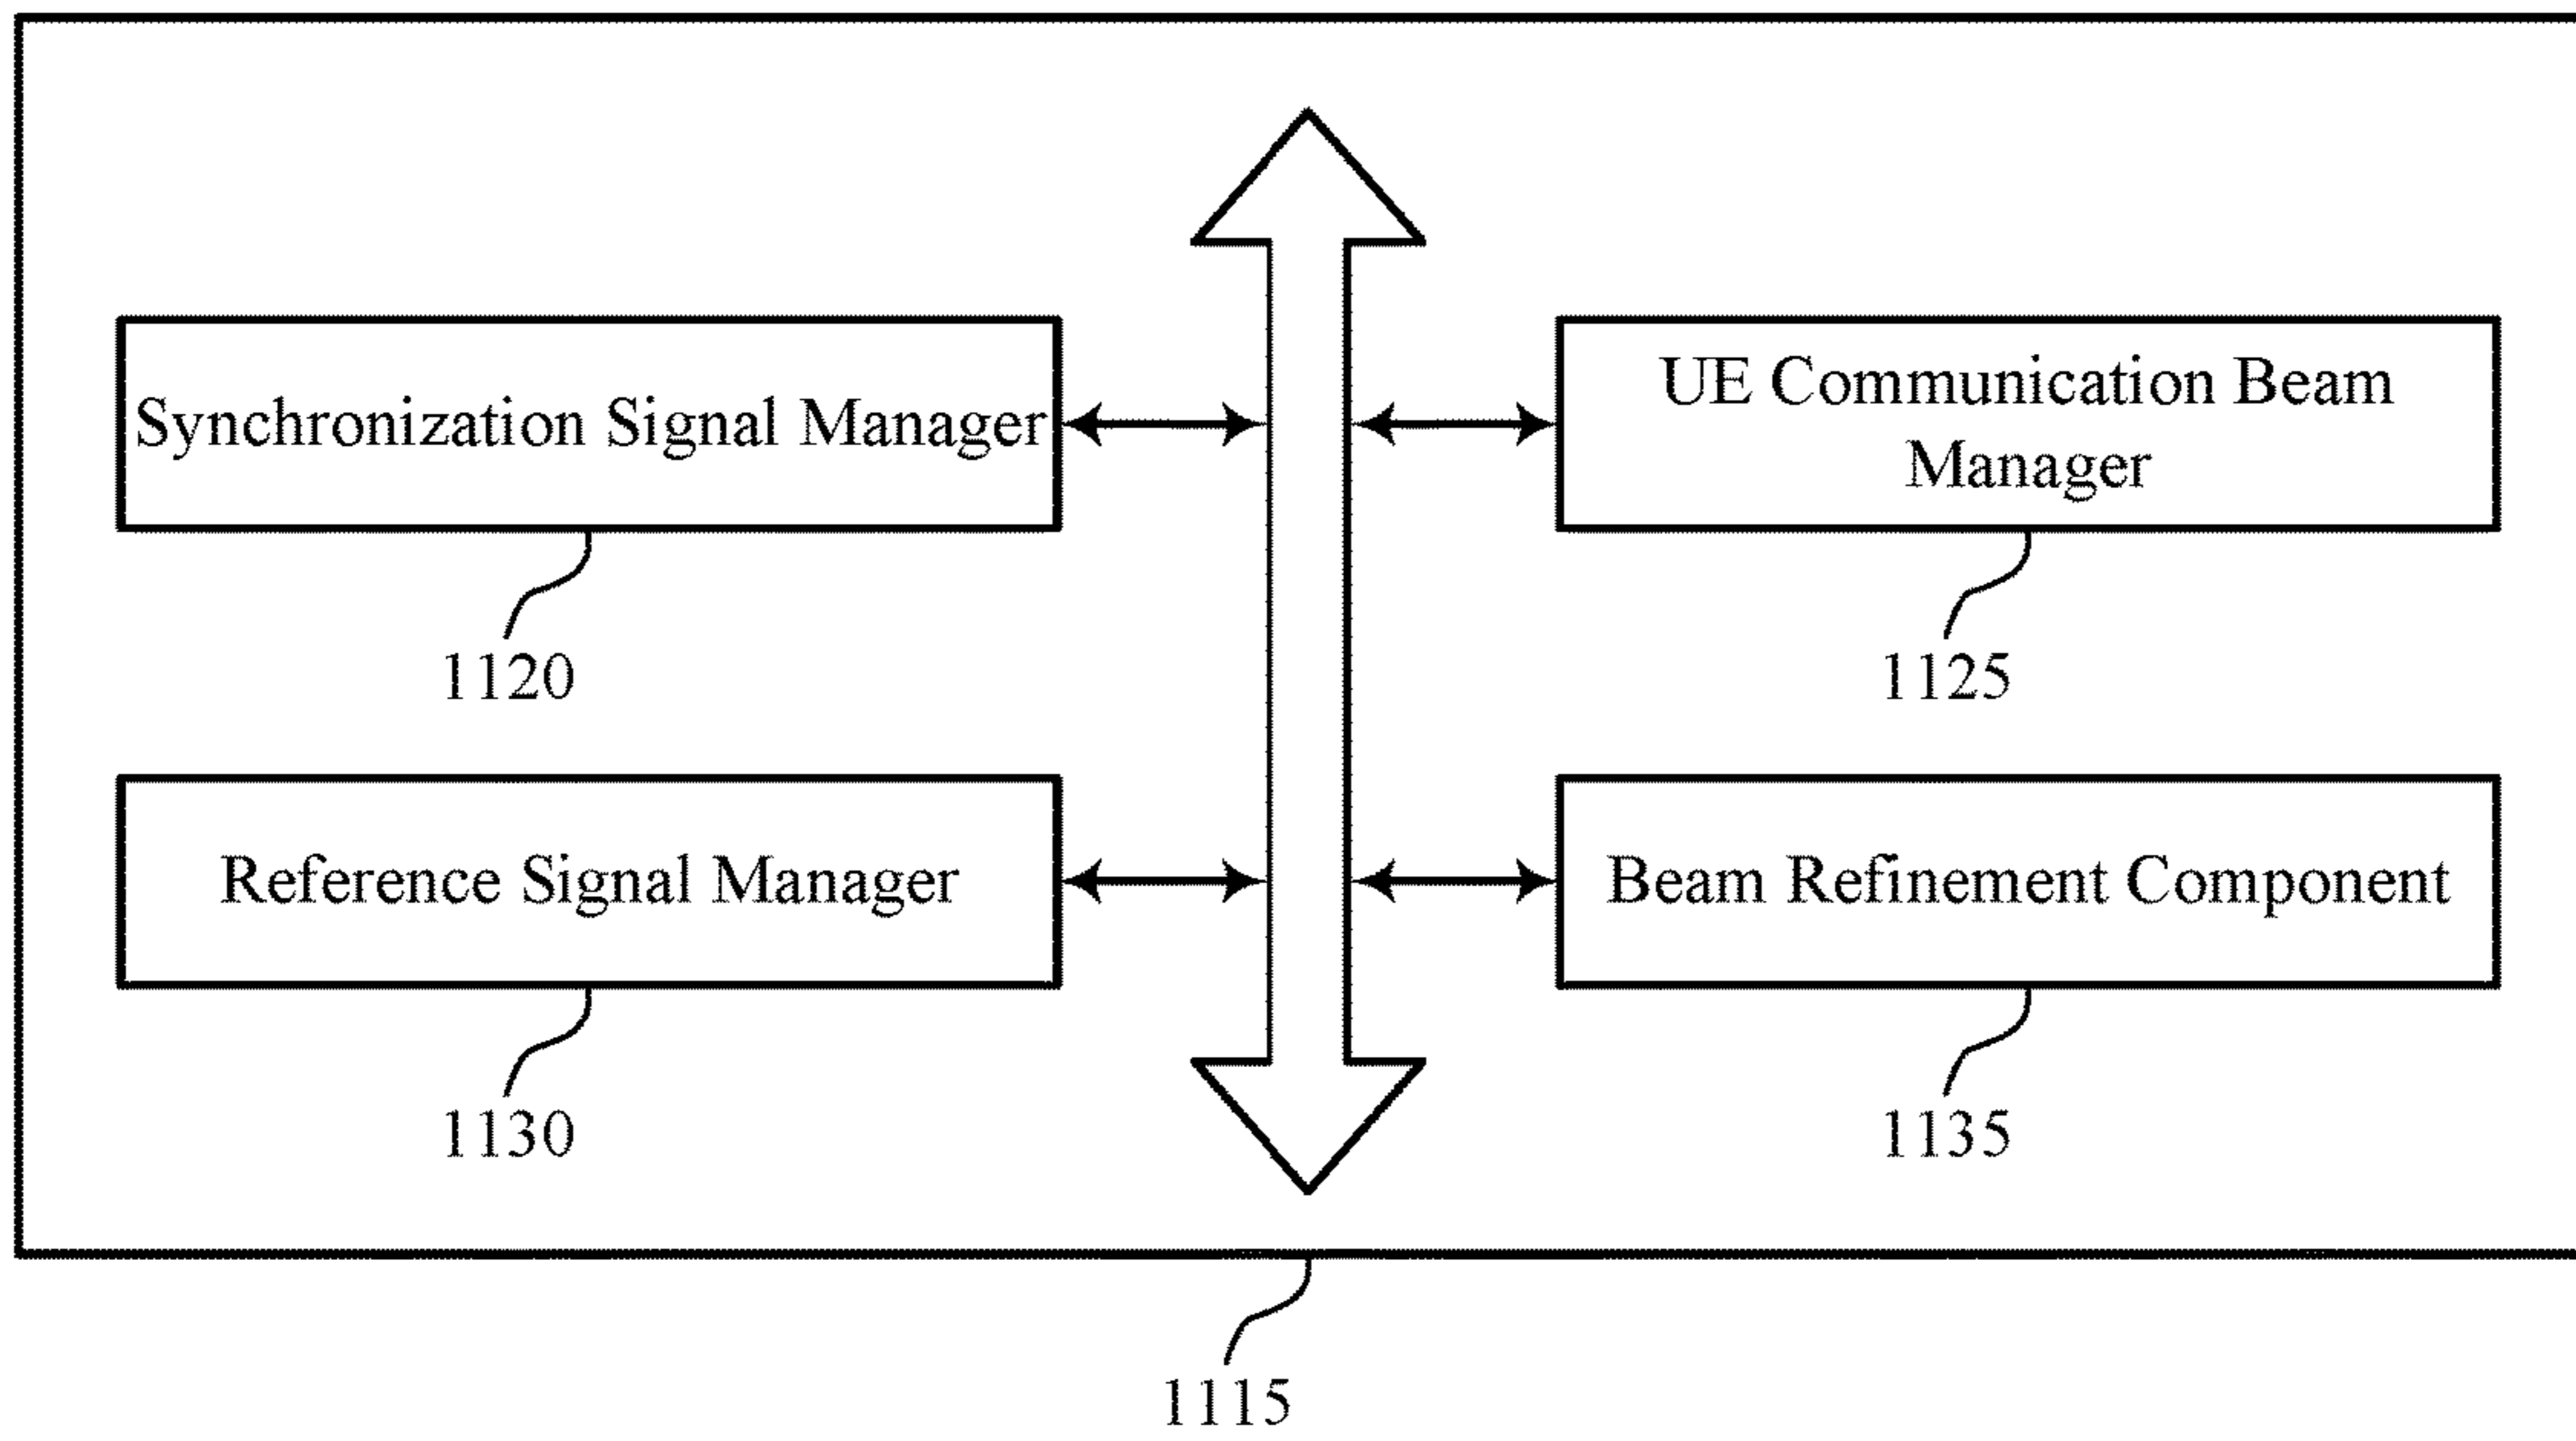 Synchronization Signal Manager
UE Communication Beam
Manager
1120
1125
Reference Signal Manager
Beam Refinement Component
1130
1135
1115